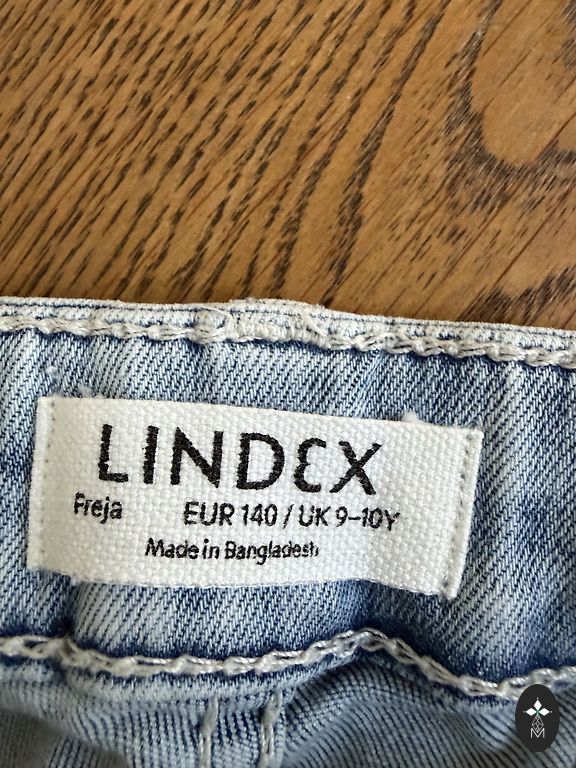 LINDEX
Freja EUR 140 / UK 9-10Y
Made in Bangladesh
M